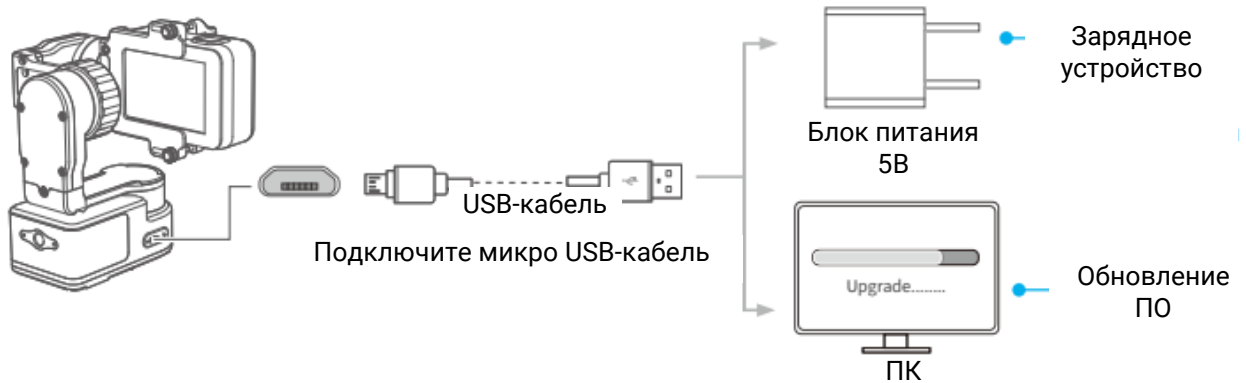 Зарядное
устройство
Блок питания
5В
USB-кабель
Подключите микро USB-кабель
Upgrade........
Обновление
ПО
ПК